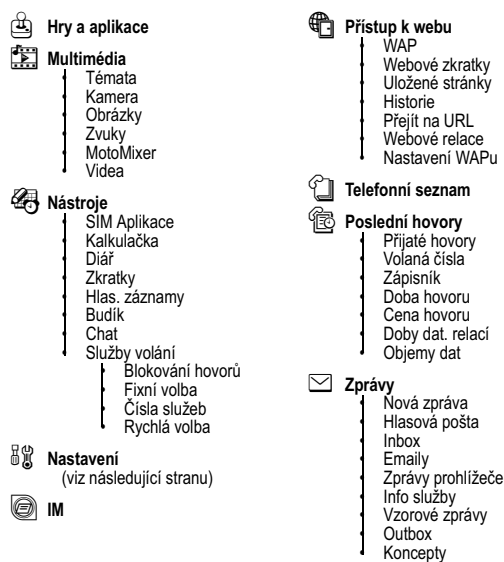 Hry a aplikace
Multimédia
Témata
Kamera
Obrázky
Zvuky
MotoMixer
Videa
Nástroje
SIM Aplikace
Kalkulačka
Diář
Zkratky
Hlas. záznamy
Budík
Chat
Služby volání
Blokování hovorů
Fixní volba
Čísla služeb
Rychlá volba
Nastavení
(viz následující stranu)
IM
Přístup k webu
WAP
Webové zkratky
Uložené stránky
Historie
Přejít na URL
Webové relace
Nastavení WAPu
Telefonní seznam
Poslední hovory
Přijaté hovory
Volaná čísla
Zápisník
Doba hovoru
Cena hovoru
Doby dat. relací
Objemy dat
Zprávy
Nová zpráva
Hlasová pošta
Inbox
Emaily
Zprávy prohlížeče
Info služby
Vzorové zprávy
Outbox
Koncepty